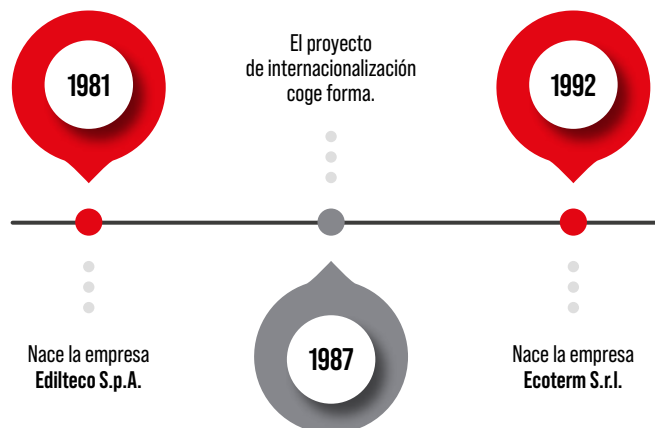 1981
Nace la empresa
Edilteco S.p.A.
El proyecto
de internacionalización
coge forma.
1987
1992
Nace la empresa
Ecoterm S.r.l.